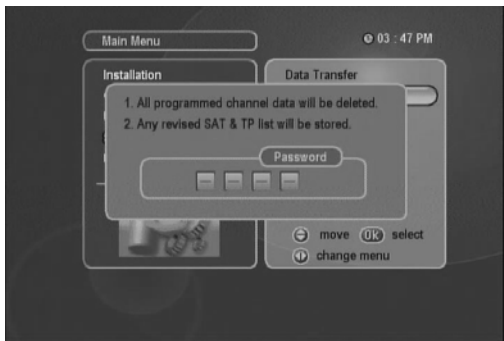 Main Menu
03 : 47 PM
Installation
Data Transfer
1. All programmed channel data will be deleted.
2. Any revised SAT & TP list will be stored.
Password
– – – –
move OK select
change menu